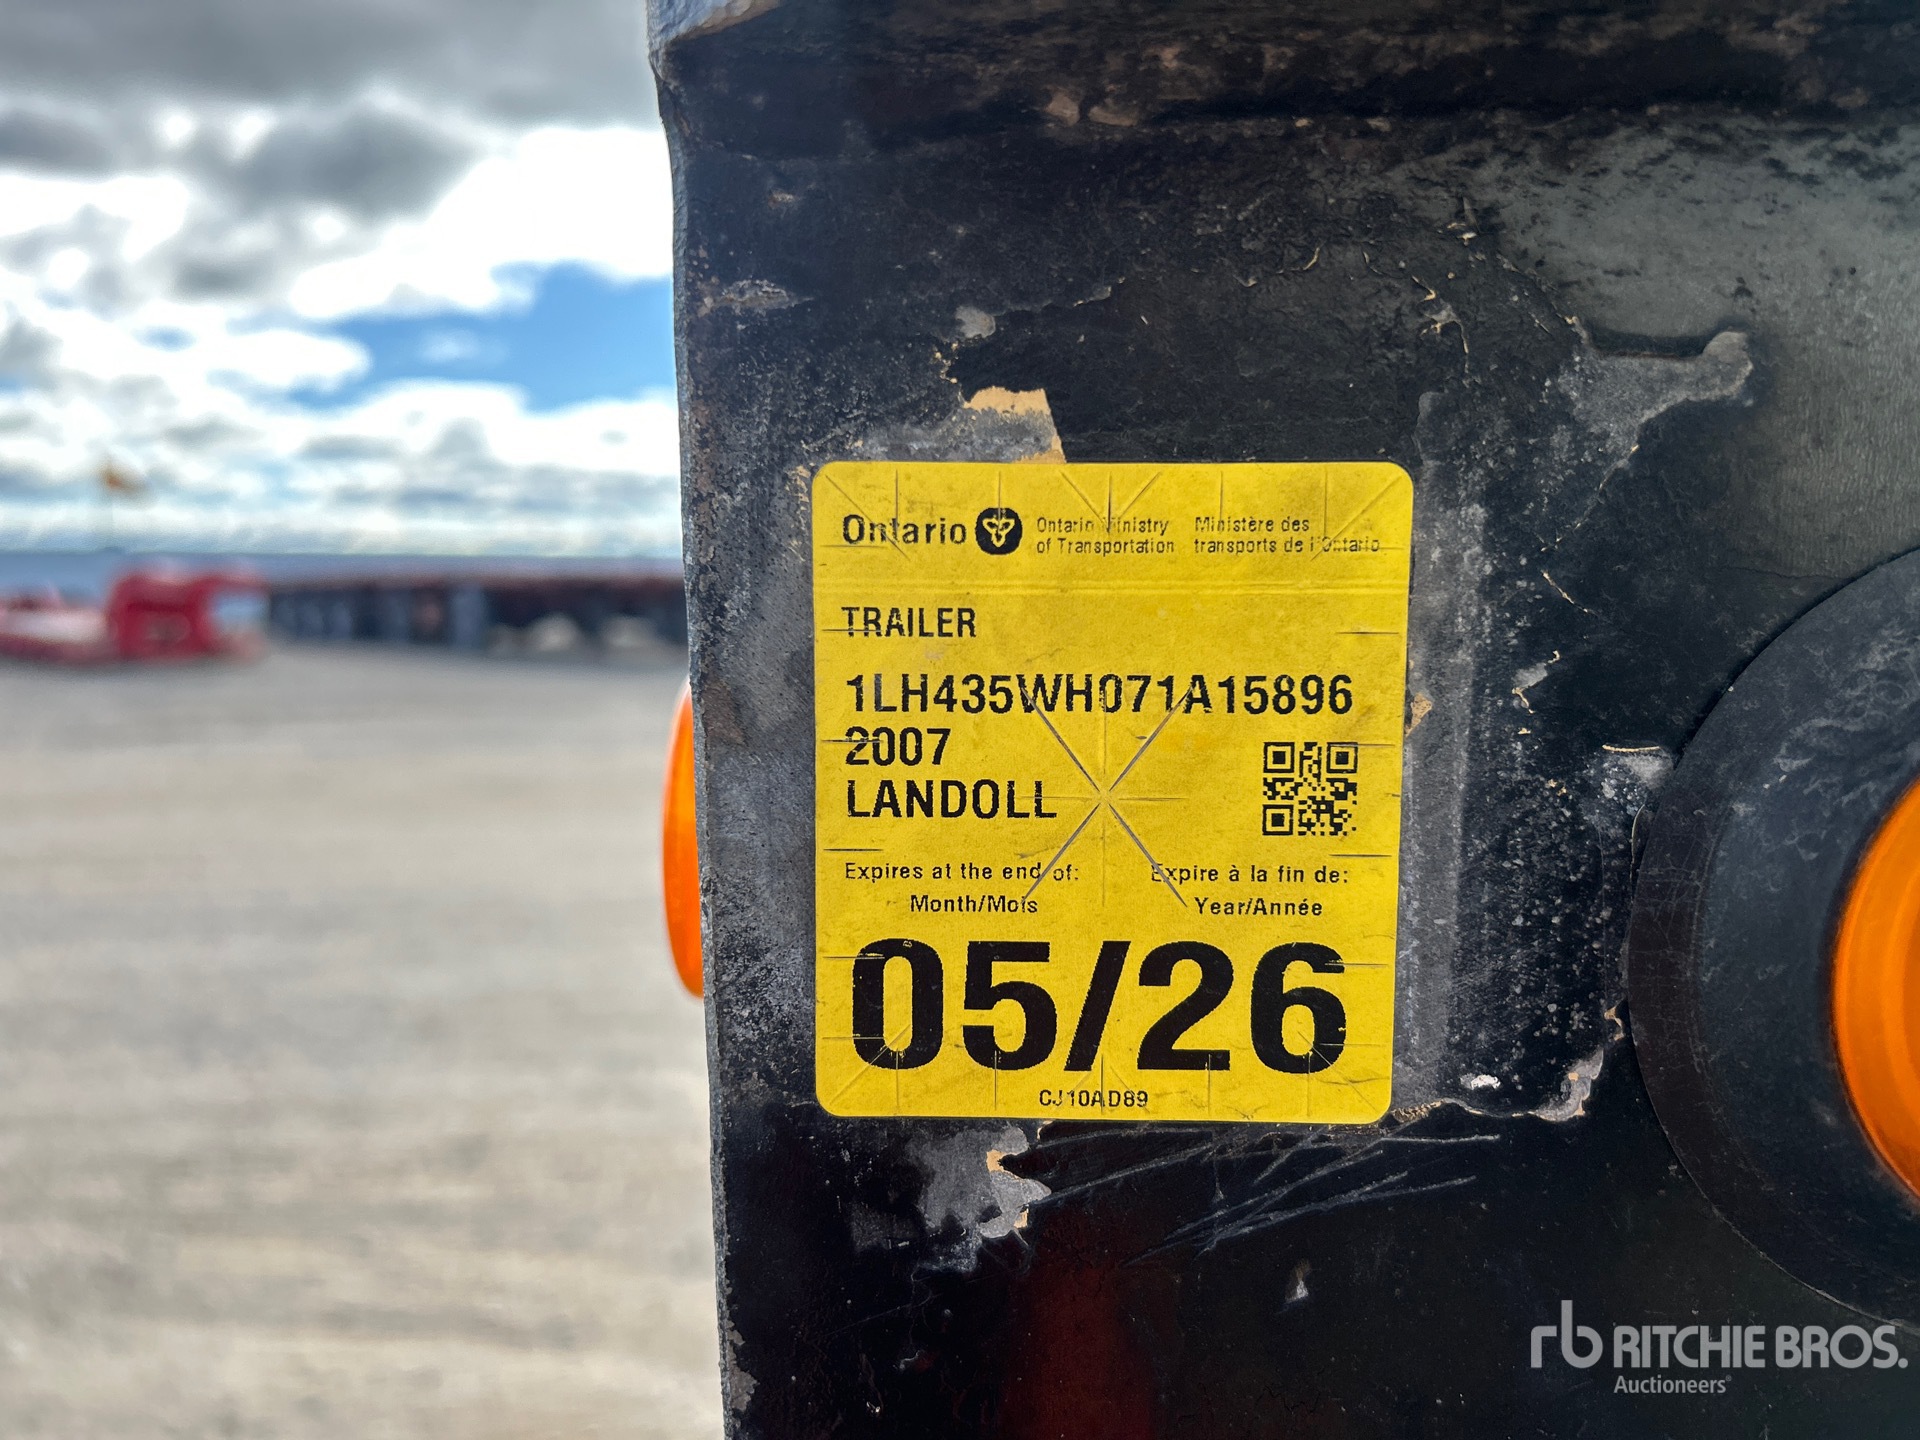 Ontario
Ontario Ministry
of Transportation
Ministère des
transports de l'Ontario
TRAILER
1LH435WH071A15896
2007
LANDOLL
Expires at the end of:
Expire à la fin de:
Month/Mois
Year/Année
05/26
CJ10AD89
rb RITCHIE BROS.
Auctioneers